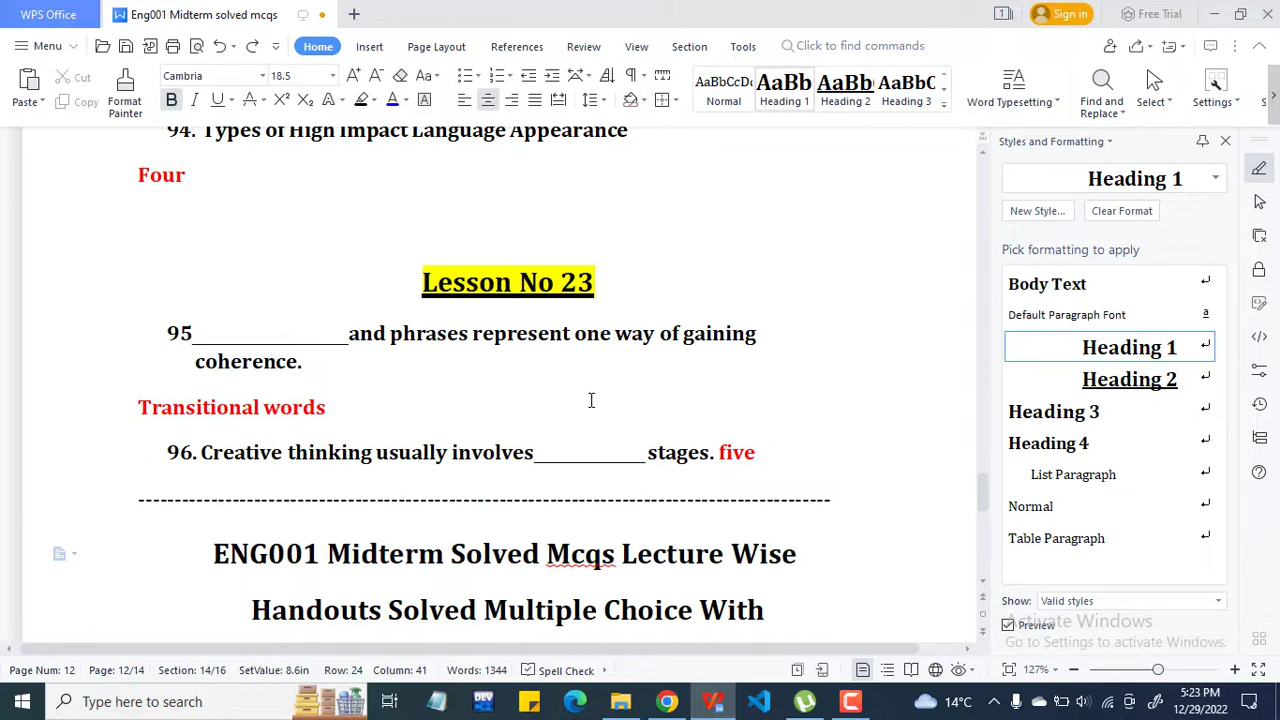 WPS Office
Eng001 Midterm solved mcqs
1
Sign in
Free Trial
Menu
Home
Insert
Page Layout
References
Review
View
Section
Tools
Click to find commands
Paste
Cut
Copy
Format Painter
Cambria
18.5
AaBbCcDc
Normal
AaBb
Heading 1
AaBb
Heading 2
AaBbC
Heading 3
Word Typesetting
Find and Replace
Select
Settings
94. Types of High Impact Language Appearance
Four
Lesson No 23
95______________and phrases represent one way of gaining
coherence.
Transitional words
96. Creative thinking usually involves__________stages. five
--------------------------------------------------------------------------------------------
ENG001 Midterm Solved Mcqs Lecture Wise
Handouts Solved Multiple Choice With
Styles and Formatting
Heading 1
New Style...
Clear Format
Pick formatting to apply
Body Text
Default Paragraph Font
a
Heading 1
Heading 2
Heading 3
Heading 4
List Paragraph
Normal
Table Paragraph
Show:
Valid styles
Preview
Activate Windows
Go to Settings to activate Windows.
Page Num: 12
Page: 12/14
Section: 14/16
SetValue: 8.6in
Row: 24
Column: 41
Words: 1344
Spell Check
127%
Type here to search
14°C
5:23 PM
12/29/2022